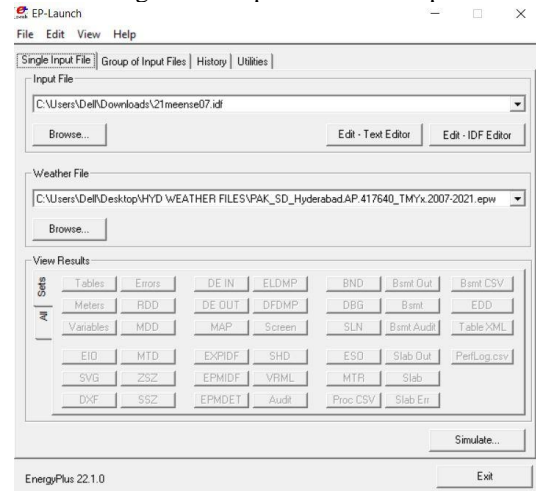 EP-Launch
File Edit View Help
Single Input File Group of Input Files History Utilities
Input File
C:\Users\Dell\Downloads\21meense07.idf
Browse... Edit - Text Editor Edit - IDF Editor
Weather File
C:\Users\Dell\Desktop\HYD WEATHER FILES\PAK_SD_Hyderabad.AP.417640_TMYx.2007-2021.epw
Browse...
View Results
Sets
All
Tables Errors DE IN ELDMP BND Bsmt Out Bsmt CSV
Meters RDD DE OUT DFDMP DBG Bsmt EDD
Variables MDD MAP Screen SLN Bsmt Audit Table XML
EIO MTD EXPIDF SHD ESO Slab Out PerfLog.csv
SVG ZSZ EPMIDF VRML MTR Slab
DXF SSZ EPMDET Audit Proc CSV Slab Err
Simulate...
EnergyPlus 22.1.0 Exit